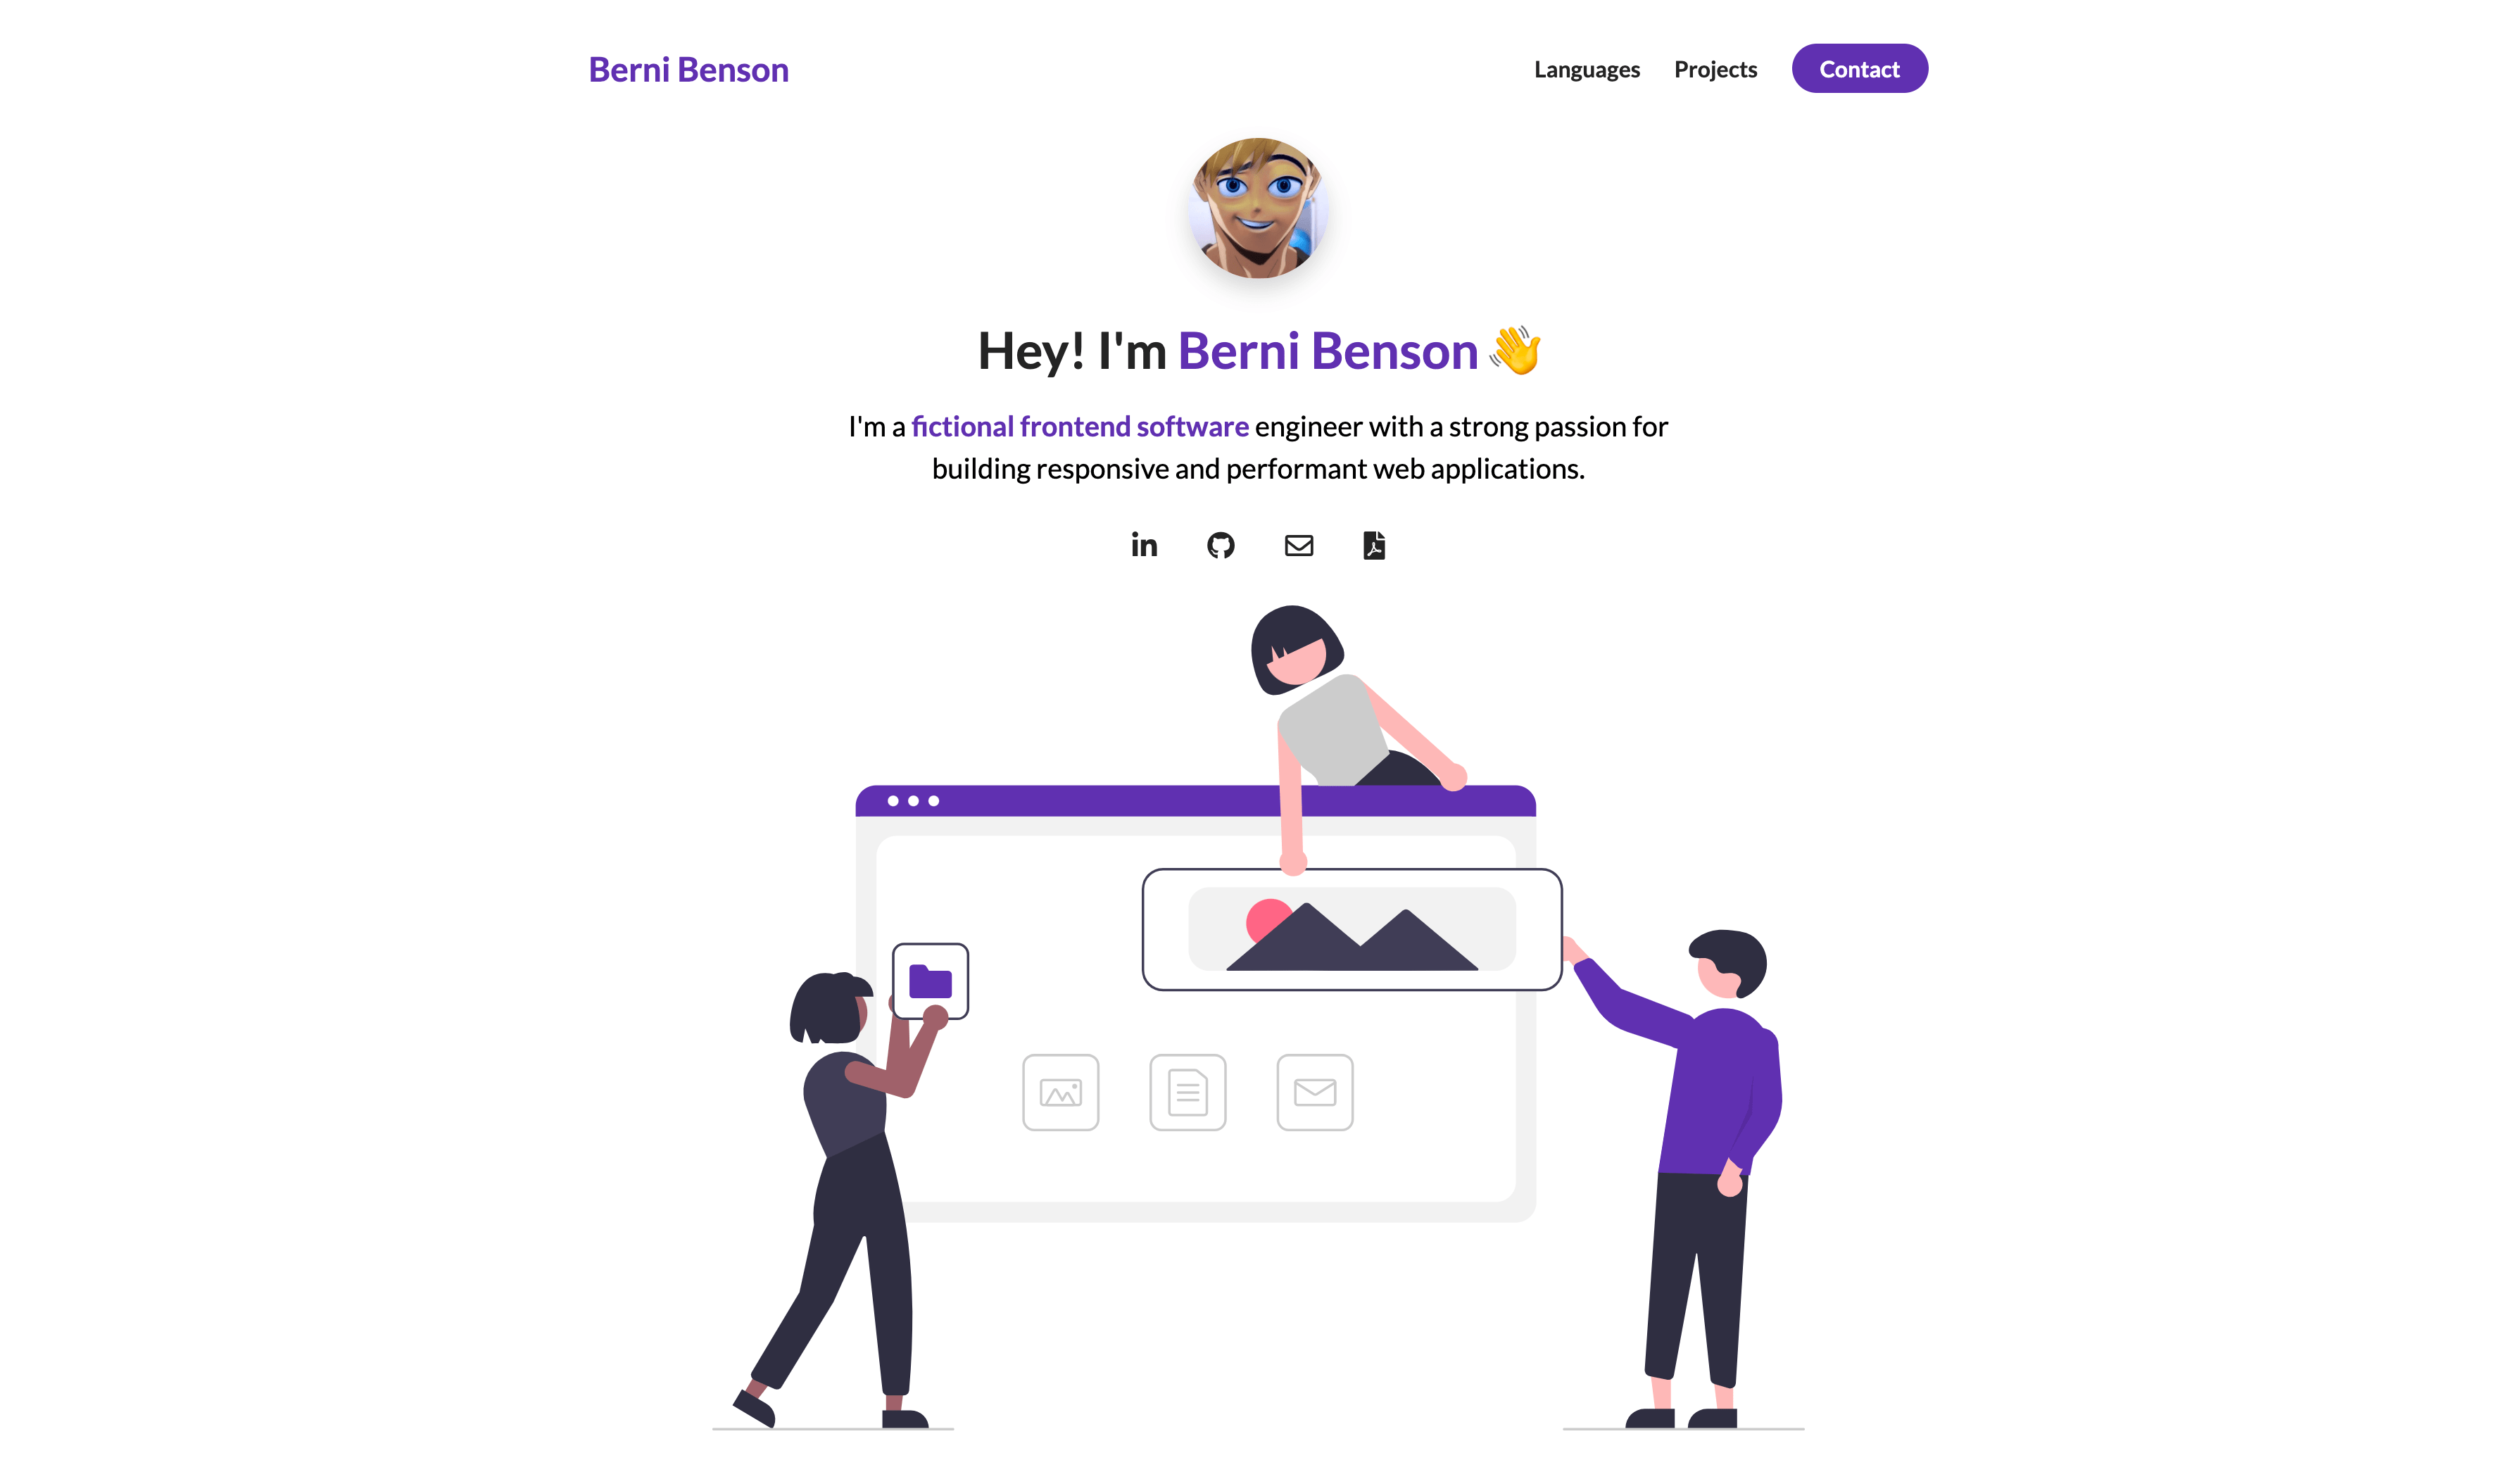 Berni Benson
Languages Projects Contact
Hey! I'm Berni Benson 👋
I'm a fictional frontend software engineer with a strong passion for
building responsive and performant web applications.
in